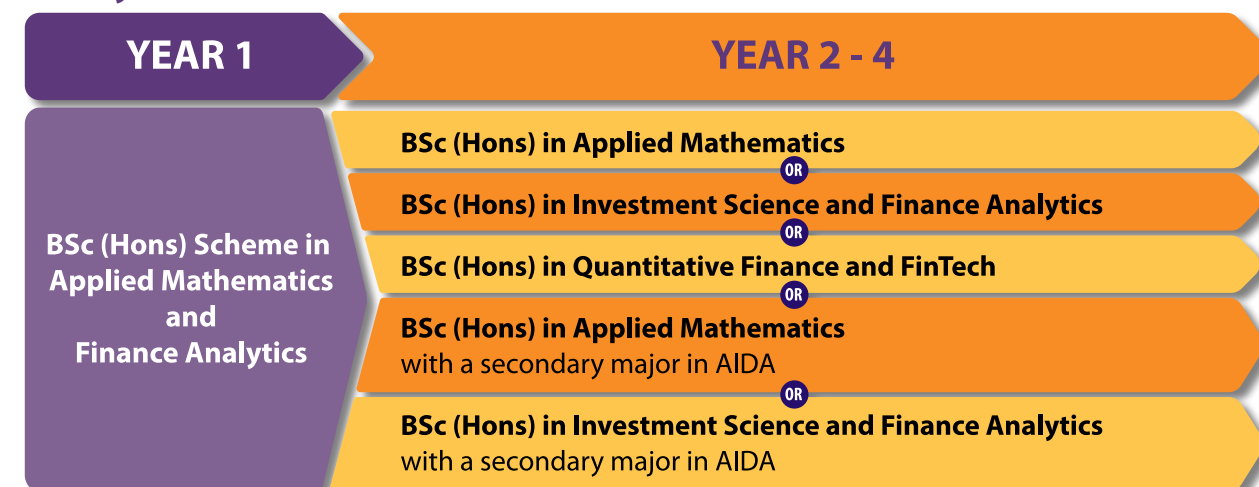 YEAR 1
YEAR 2 - 4
BSc (Hons) Scheme in
Applied Mathematics
and
Finance Analytics
BSc (Hons) in Applied Mathematics
OR
BSc (Hons) in Investment Science and Finance Analytics
OR
BSc (Hons) in Quantitative Finance and FinTech
OR
BSc (Hons) in Applied Mathematics
with a secondary major in AIDA
OR
BSc (Hons) in Investment Science and Finance Analytics
with a secondary major in AIDA